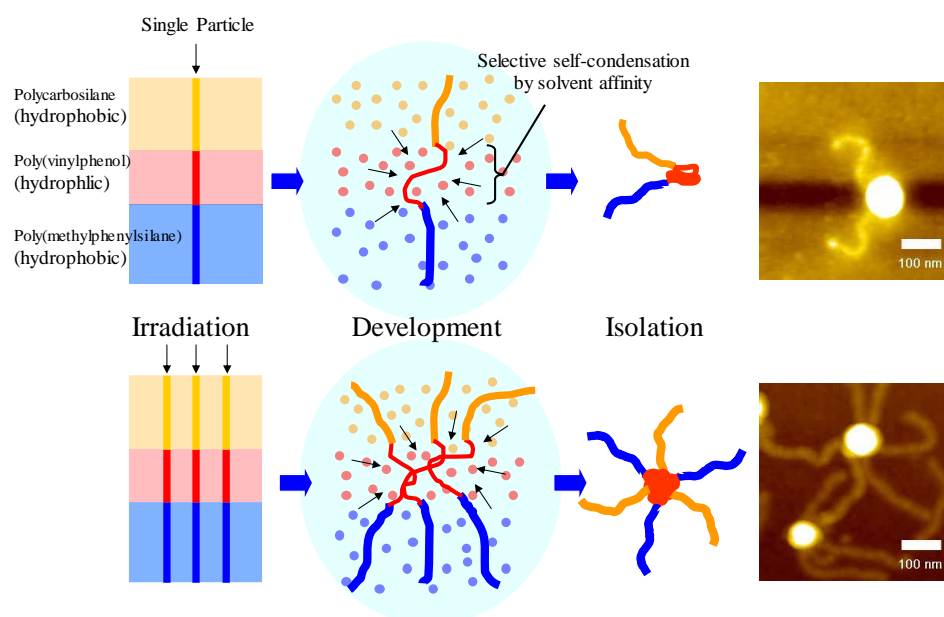 Single Particle
Selective self-condensation
by solvent affinity
Polycarbosilane
(hydrophobic)
Poly(vinylphenol)
(hydrophlic)
Poly(methylphenylsilane)
(hydrophobic)
100 nm
Irradiation
Development
Isolation
100 nm